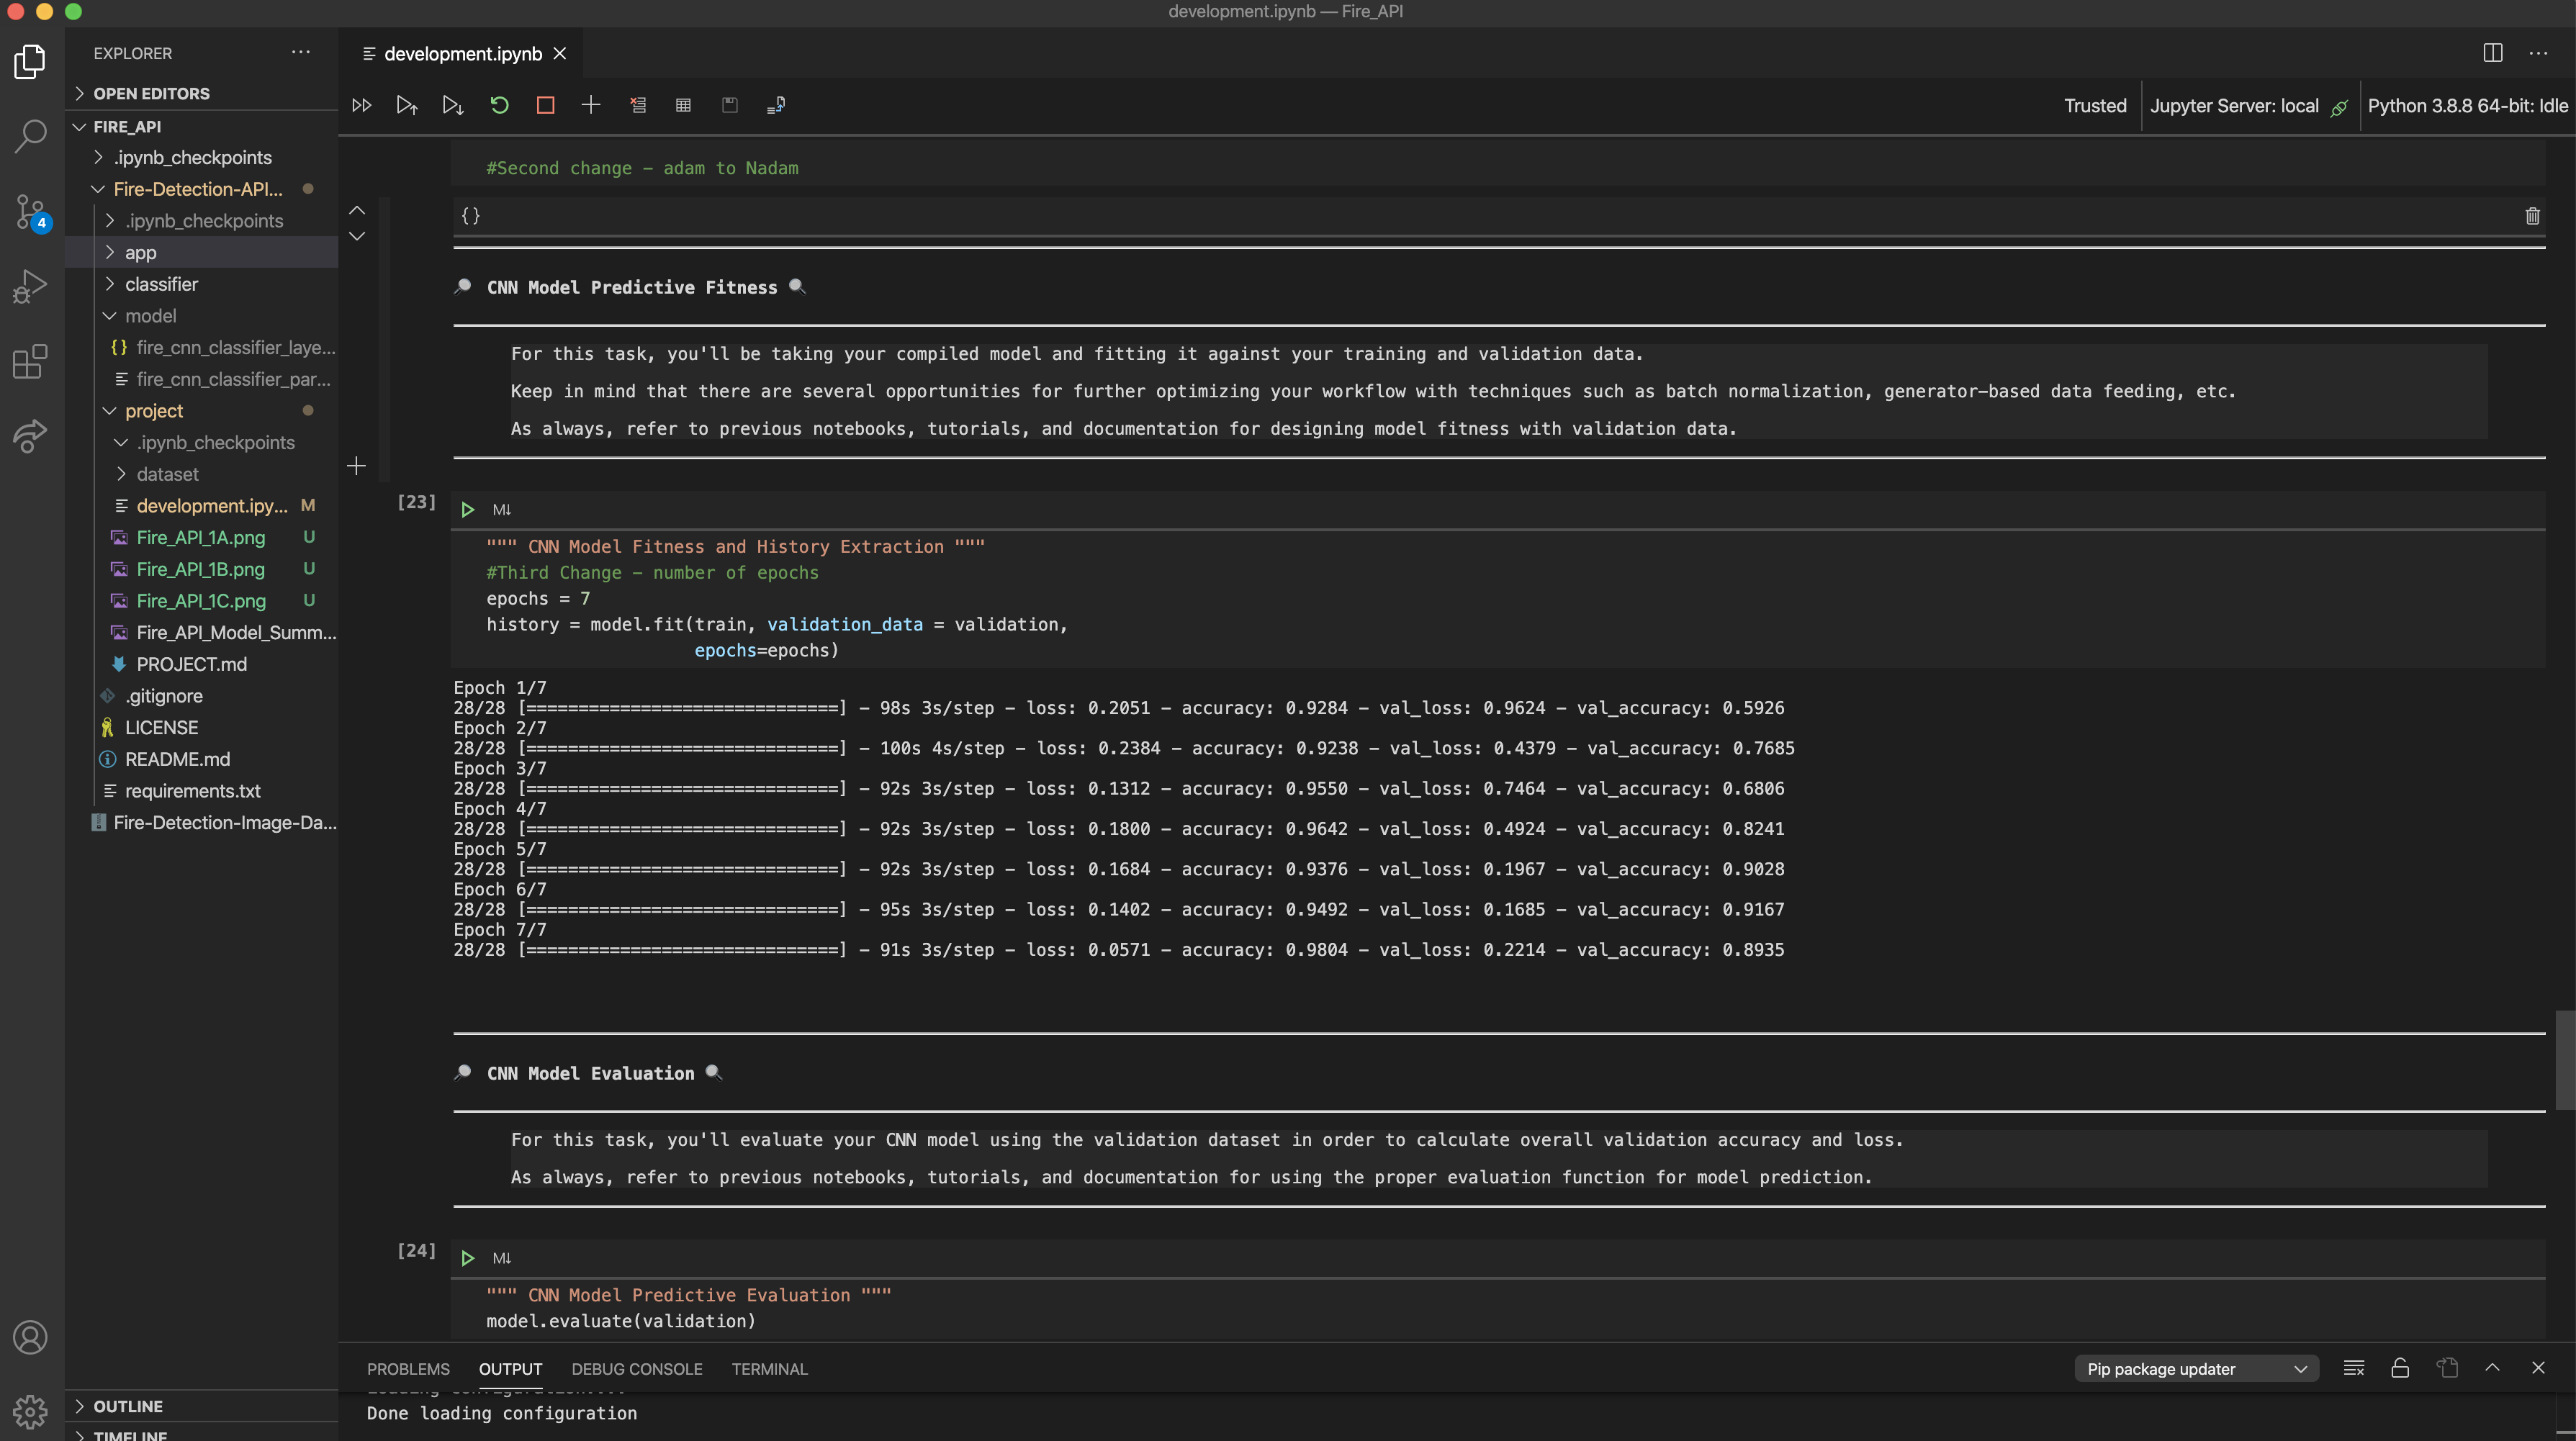 development.ipynb — Fire_API
EXPLORER
OPEN EDITORS
FIRE_API
.ipynb_checkpoints
Fire-Detection-API...
.ipynb_checkpoints
app
classifier
model
{} fire_cnn_classifier_laye...
fire_cnn_classifier_par...
project
.ipynb_checkpoints
dataset
development.ipy... M
Fire_API_1A.png U
Fire_API_1B.png U
Fire_API_1C.png U
Fire_API_Model_Summ...
PROJECT.md
.gitignore
LICENSE
README.md
requirements.txt
Fire-Detection-Image-Da...
OUTLINE
TIMELINE
4
development.ipynb
Trusted
Jupyter Server: local
Python 3.8.8 64-bit: Idle
#Second change - adam to Nadam
{}
CNN Model Predictive Fitness
For this task, you'll be taking your compiled model and fitting it against your training and validation data.
Keep in mind that there are several opportunities for further optimizing your workflow with techniques such as batch normalization, generator-based data feeding, etc.
As always, refer to previous notebooks, tutorials, and documentation for designing model fitness with validation data.
[23]
M↓
""" CNN Model Fitness and History Extraction """
#Third Change - number of epochs
epochs = 7
history = model.fit(train, validation_data = validation,
epochs=epochs)
Epoch 1/7
28/28 [==============================] - 98s 3s/step - loss: 0.2051 - accuracy: 0.9284 - val_loss: 0.9624 - val_accuracy: 0.5926
Epoch 2/7
28/28 [==============================] - 100s 4s/step - loss: 0.2384 - accuracy: 0.9238 - val_loss: 0.4379 - val_accuracy: 0.7685
Epoch 3/7
28/28 [==============================] - 92s 3s/step - loss: 0.1312 - accuracy: 0.9550 - val_loss: 0.7464 - val_accuracy: 0.6806
Epoch 4/7
28/28 [==============================] - 92s 3s/step - loss: 0.1800 - accuracy: 0.9642 - val_loss: 0.4924 - val_accuracy: 0.8241
Epoch 5/7
28/28 [==============================] - 92s 3s/step - loss: 0.1684 - accuracy: 0.9376 - val_loss: 0.1967 - val_accuracy: 0.9028
Epoch 6/7
28/28 [==============================] - 95s 3s/step - loss: 0.1402 - accuracy: 0.9492 - val_loss: 0.1685 - val_accuracy: 0.9167
Epoch 7/7
28/28 [==============================] - 91s 3s/step - loss: 0.0571 - accuracy: 0.9804 - val_loss: 0.2214 - val_accuracy: 0.8935
CNN Model Evaluation
For this task, you'll evaluate your CNN model using the validation dataset in order to calculate overall validation accuracy and loss.
As always, refer to previous notebooks, tutorials, and documentation for using the proper evaluation function for model prediction.
[24]
M↓
""" CNN Model Predictive Evaluation """
model.evaluate(validation)
PROBLEMS OUTPUT DEBUG CONSOLE TERMINAL
Pip package updater
Done loading configuration